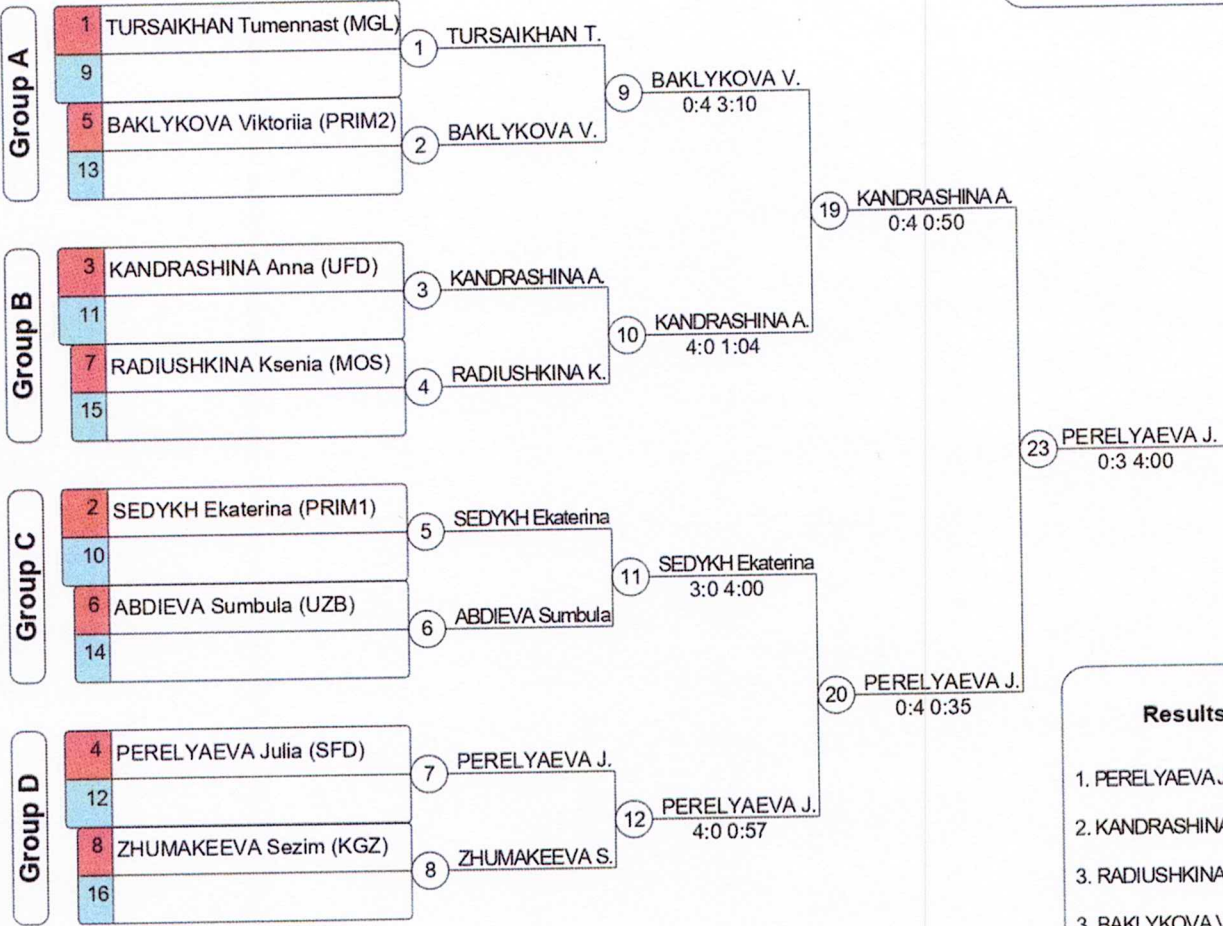 Group A
1 TURSAIKHAN Tumennast (MGL)
9
5 BAKLYKOVA Viktoriia (PRIM2)
13
1 TURSAIKHAN T.
2 BAKLYKOVA V.
9 BAKLYKOVA V.
0:4 3:10
Group B
3 KANDRASHINA Anna (UFD)
11
7 RADIUSHKINA Ksenia (MOS)
15
3 KANDRASHINA A.
4 RADIUSHKINA K.
10 KANDRASHINA A.
4:0 1:04
19 KANDRASHINA A.
0:4 0:50
Group C
2 SEDYKH Ekaterina (PRIM1)
10
6 ABDIEVA Sumbula (UZB)
14
5 SEDYKH Ekaterina
6 ABDIEVA Sumbula
11 SEDYKH Ekaterina
3:0 4:00
Group D
4 PERELYAEVA Julia (SFD)
12
8 ZHUMAKEEVA Sezim (KGZ)
16
7 PERELYAEVA J.
8 ZHUMAKEEVA S.
12 PERELYAEVA J.
4:0 0:57
20 PERELYAEVA J.
0:4 0:35
23 PERELYAEVA J.
0:3 4:00
Results
1. PERELYAEVA J
2. KANDRASHINA
3. RADIUSHKINA
3. BAKLYKOVA V